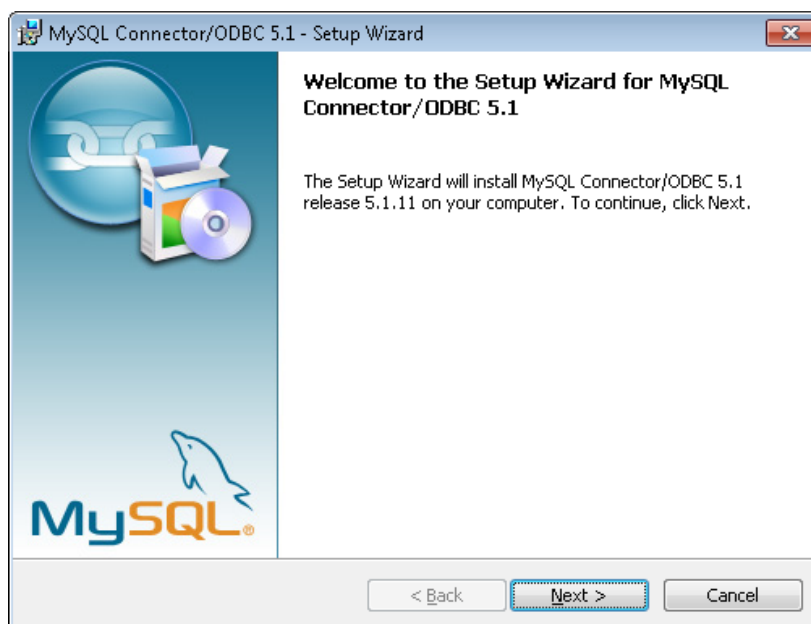 MySQL Connector/ODBC 5.1 - Setup Wizard
Welcome to the Setup Wizard for MySQL
Connector/ODBC 5.1
The Setup Wizard will install MySQL Connector/ODBC 5.1
release 5.1.11 on your computer. To continue, click Next.
MySQL®
< Back
Next >
Cancel